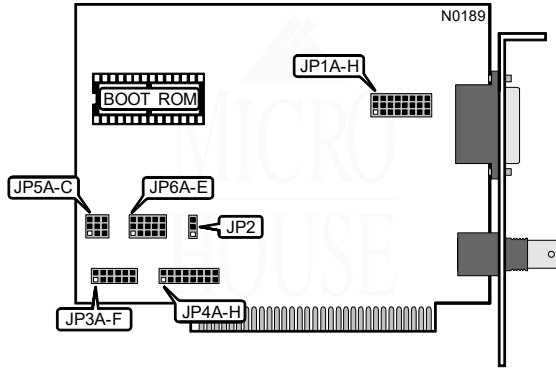 N0189
JP1A-H
BOOT ROM
MICRO
HOUSE
JP5A-C
JP6A-E
JP2
JP3A-F
JP4A-H